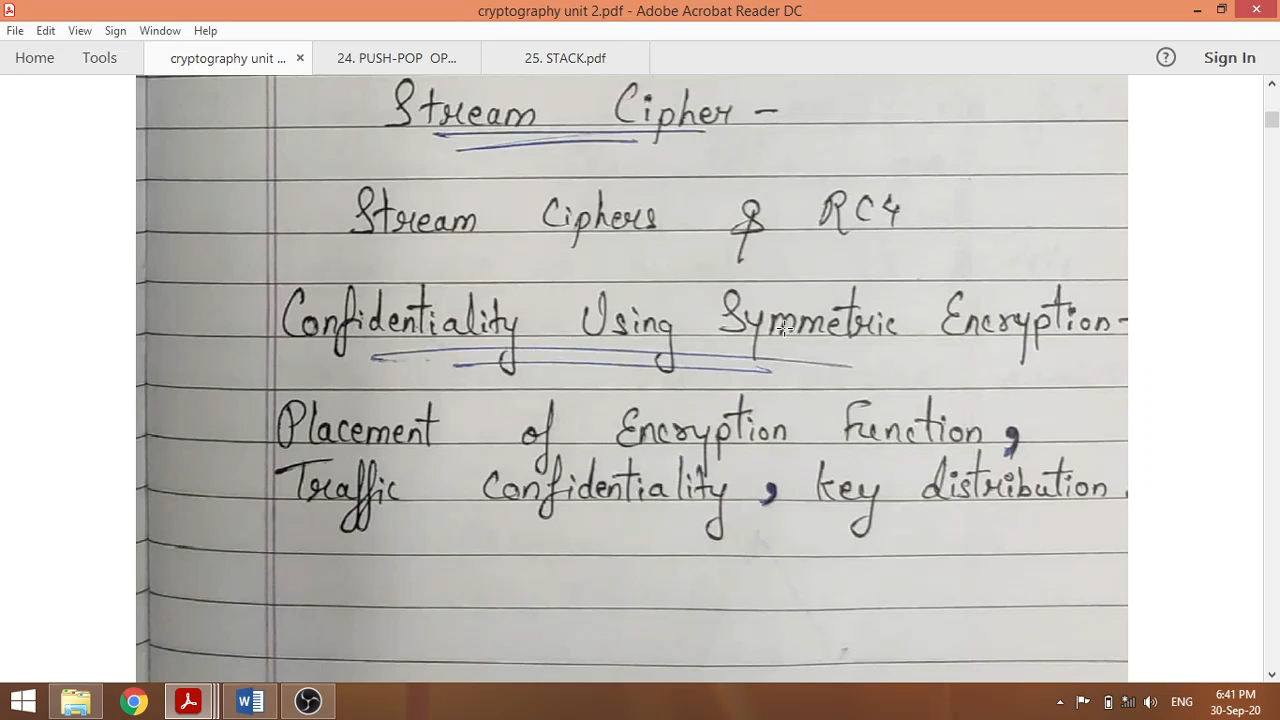 cryptography unit 2.pdf - Adobe Acrobat Reader DC
File Edit View Sign Window Help
Home Tools cryptography unit ... × 24. PUSH-POP OP... 25. STACK.pdf ? Sign In
Stream Cipher -
Stream Ciphers & RC4
Confidentiality Using Symmetric Encryption -
Placement of Encryption Function,
Traffic Confidentiality, key distribution.
ENG 6:41 PM
30-Sep-20